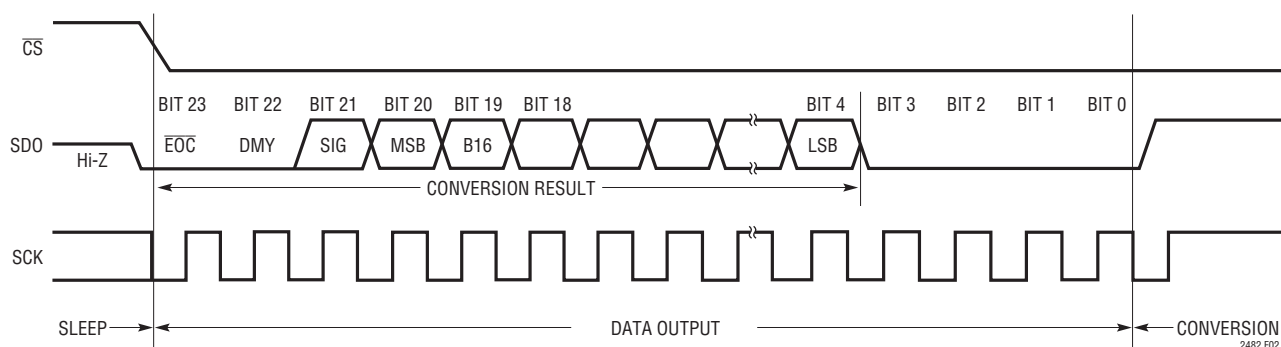 CS
BIT 23 BIT 22 BIT 21 BIT 20 BIT 19 BIT 18 BIT 4 BIT 3 BIT 2 BIT 1 BIT 0
SDO Hi-Z EOC DMY SIG MSB B16 LSB
CONVERSION RESULT
SCK
SLEEP DATA OUTPUT CONVERSION
2482 F02